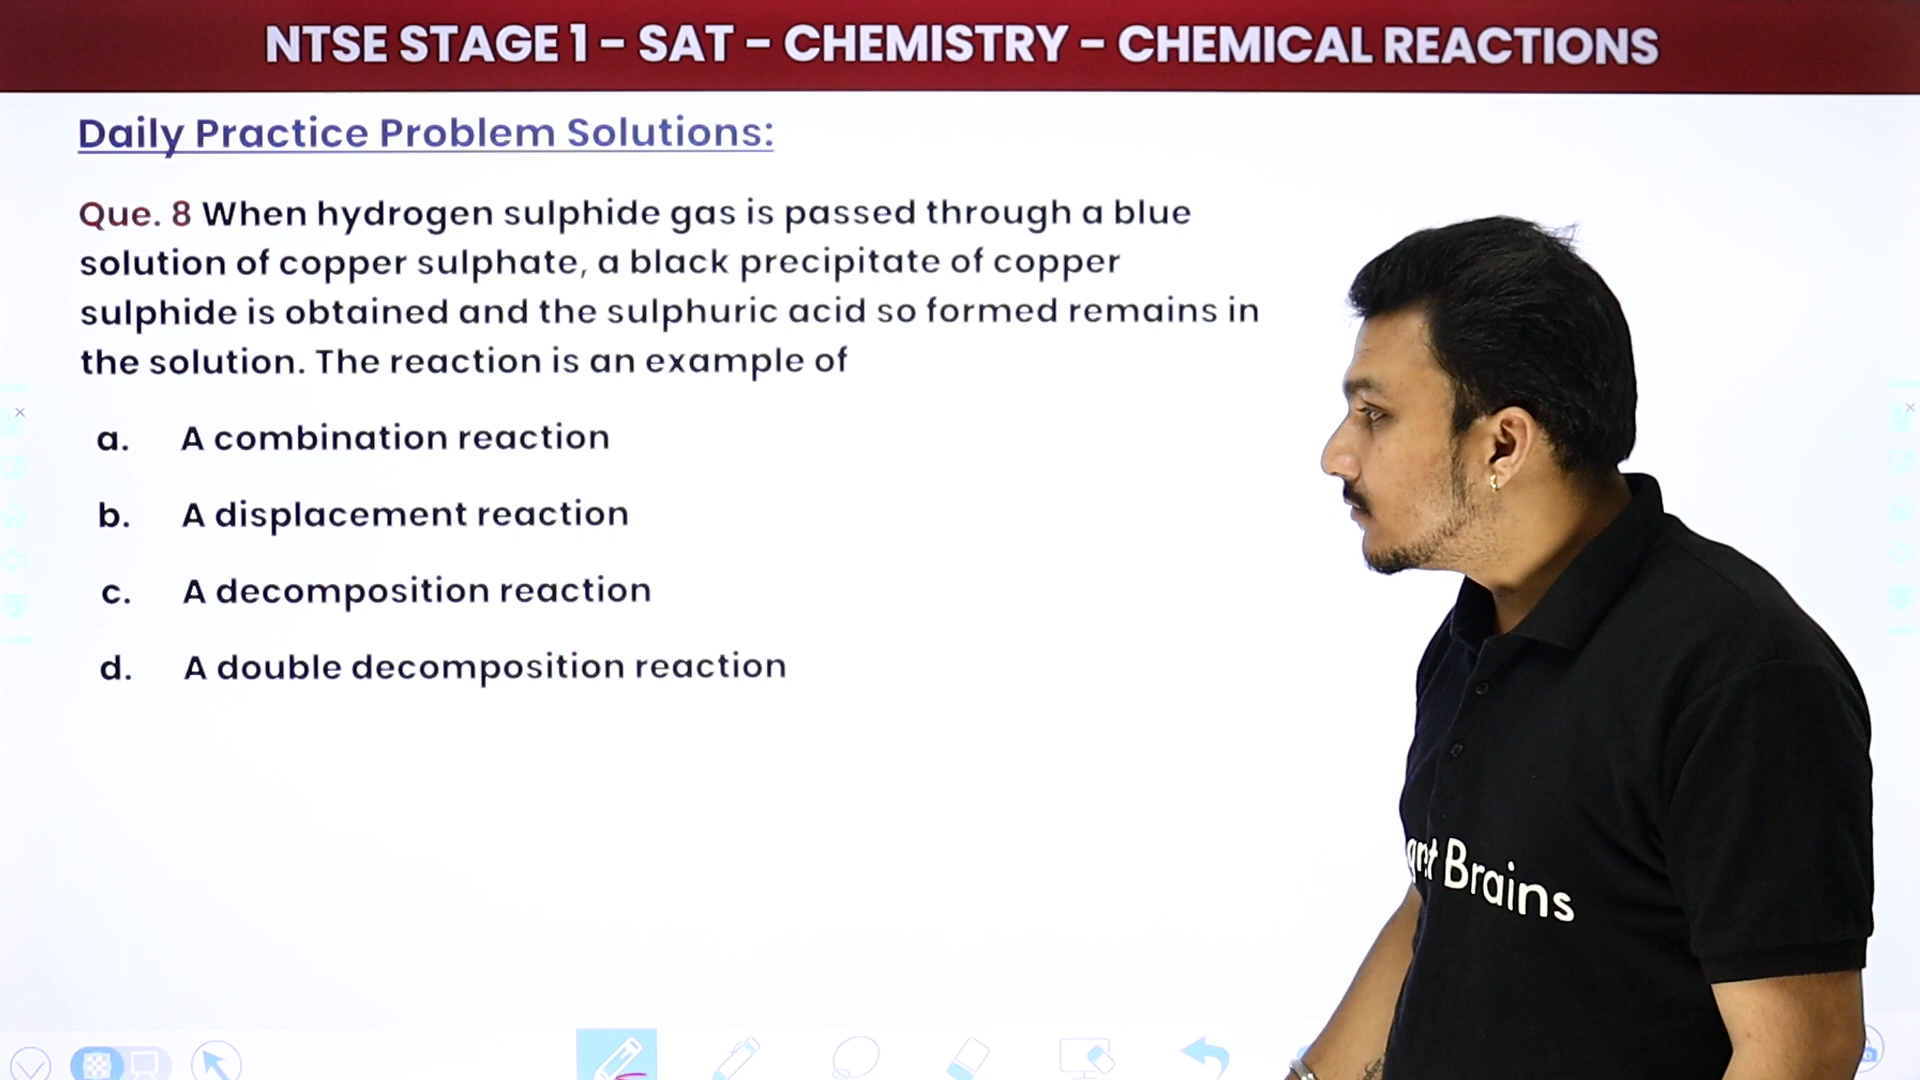 NTSE STAGE 1 - SAT - CHEMISTRY - CHEMICAL REACTIONS
Daily Practice Problem Solutions:
Que. 8 When hydrogen sulphide gas is passed through a blue
solution of copper sulphate, a black precipitate of copper
sulphide is obtained and the sulphuric acid so formed remains in
the solution. The reaction is an example of
a. A combination reaction
b. A displacement reaction
c. A decomposition reaction
d. A double decomposition reaction
Brains